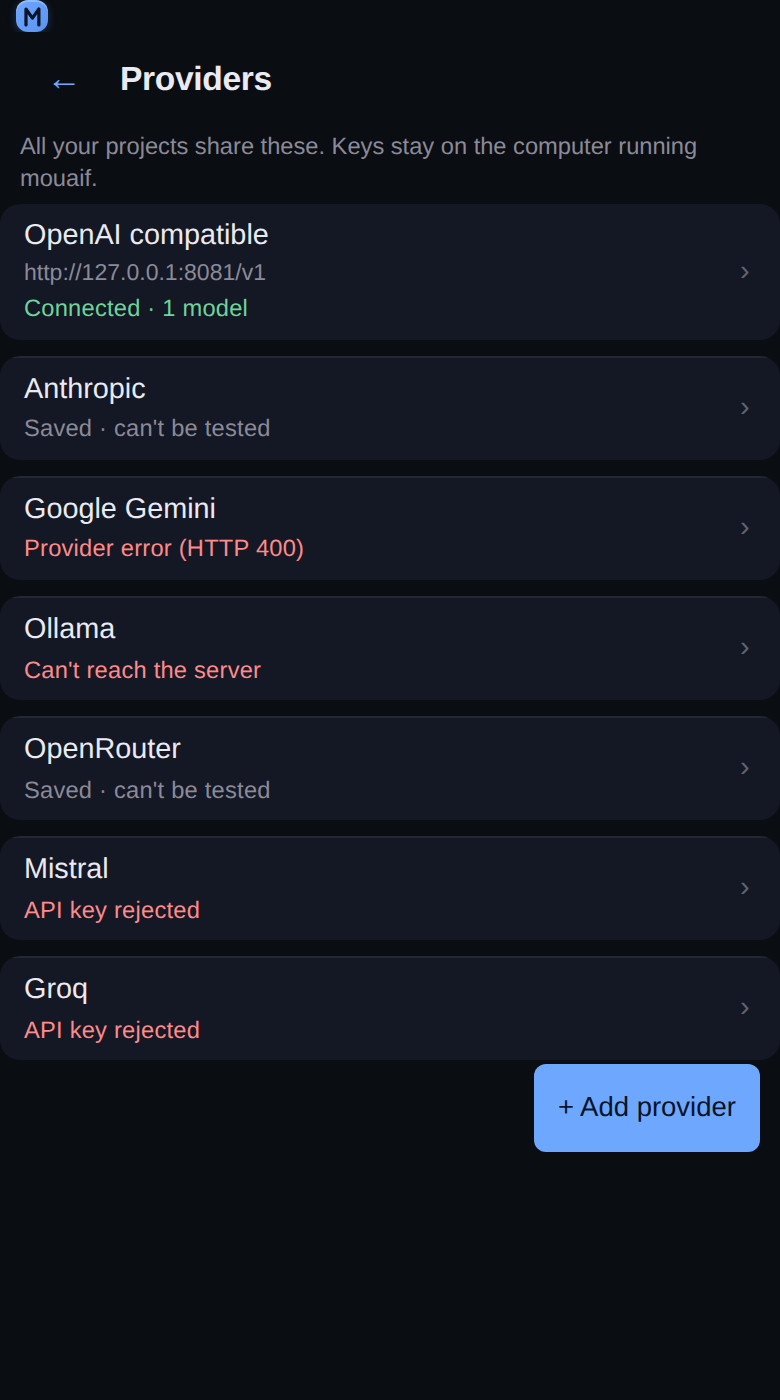 M
← Providers
All your projects share these. Keys stay on the computer running
mouaif.
OpenAI compatible
http://127.0.0.1:8081/v1
Connected · 1 model
›
Anthropic
Saved · can't be tested
›
Google Gemini
Provider error (HTTP 400)
›
Ollama
Can't reach the server
›
OpenRouter
Saved · can't be tested
›
Mistral
API key rejected
›
Groq
API key rejected
›
+ Add provider